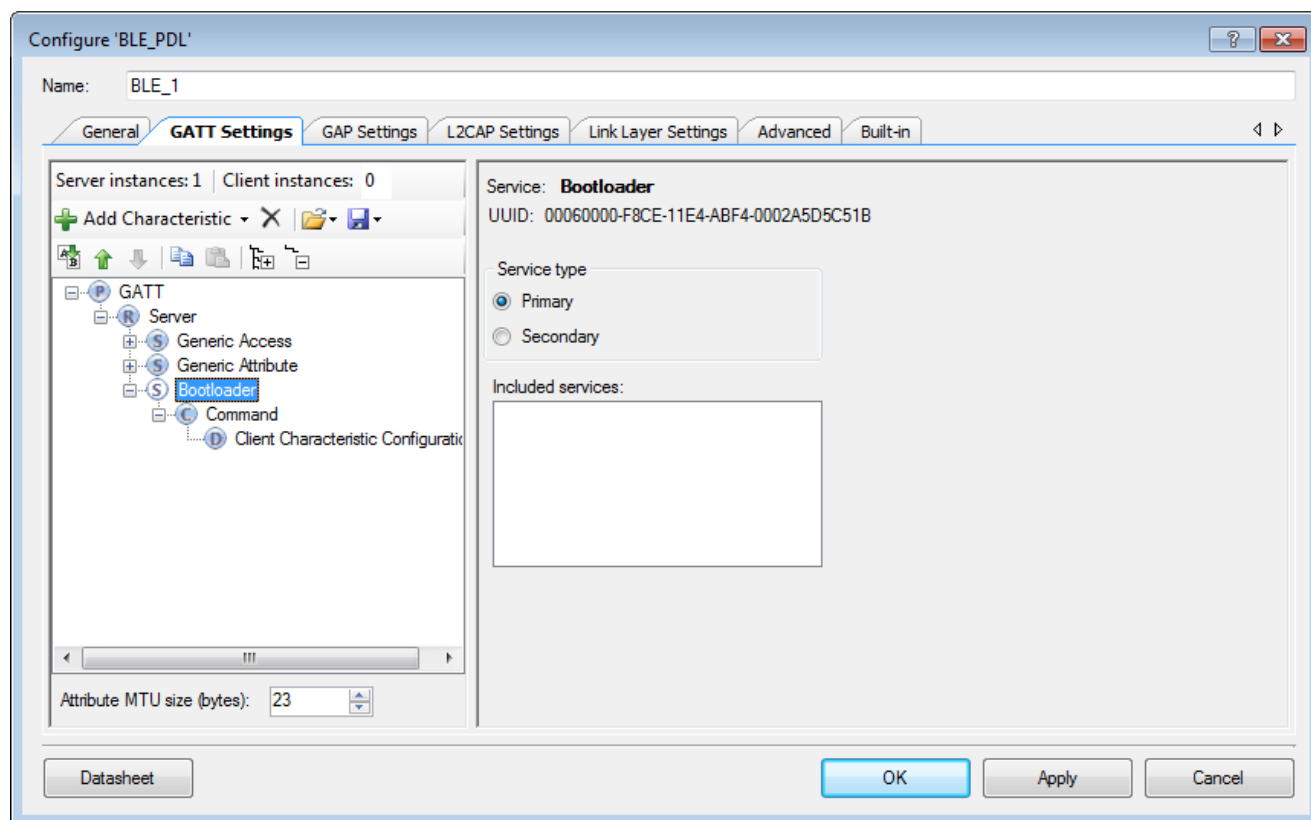 Configure 'BLE_PDL'
Name: BLE_1
General GATT Settings GAP Settings L2CAP Settings Link Layer Settings Advanced Built-in
Server instances: 1 Client instances: 0
Add Characteristic
GATT
Server
Generic Access
Generic Attribute
Bootloader
Command
Client Characteristic Configuratic
Attribute MTU size (bytes): 23
Service: Bootloader
UUID: 00060000-F8CE-11E4-ABF4-0002A5D5C51B
Service type
Primary
Secondary
Included services:
Datasheet OK Apply Cancel